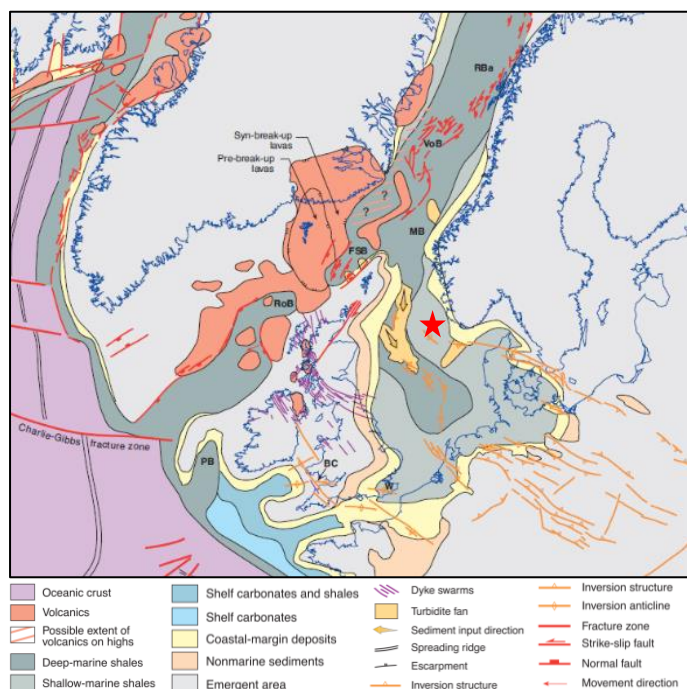 RBa
VoB
Syn-break-up
lavas
Pre-break-up
lavas
?
?
MB
FSB
RoB
Charlie-Gibbs fracture zone
PB
BC
W
Oceanic crust
Volcanics
Possible extent of
volcanics on highs
Deep-marine shales
Shallow-marine shales
Shelf carbonates and shales
Shelf carbonates
Coastal-margin deposits
Nonmarine sediments
Emergent area
Dyke swarms
Turbidite fan
Sediment input direction
Spreading ridge
Escarpment
Inversion structure
Inversion structure
Inversion anticline
Fracture zone
Strike-slip fault
Normal fault
Movement direction